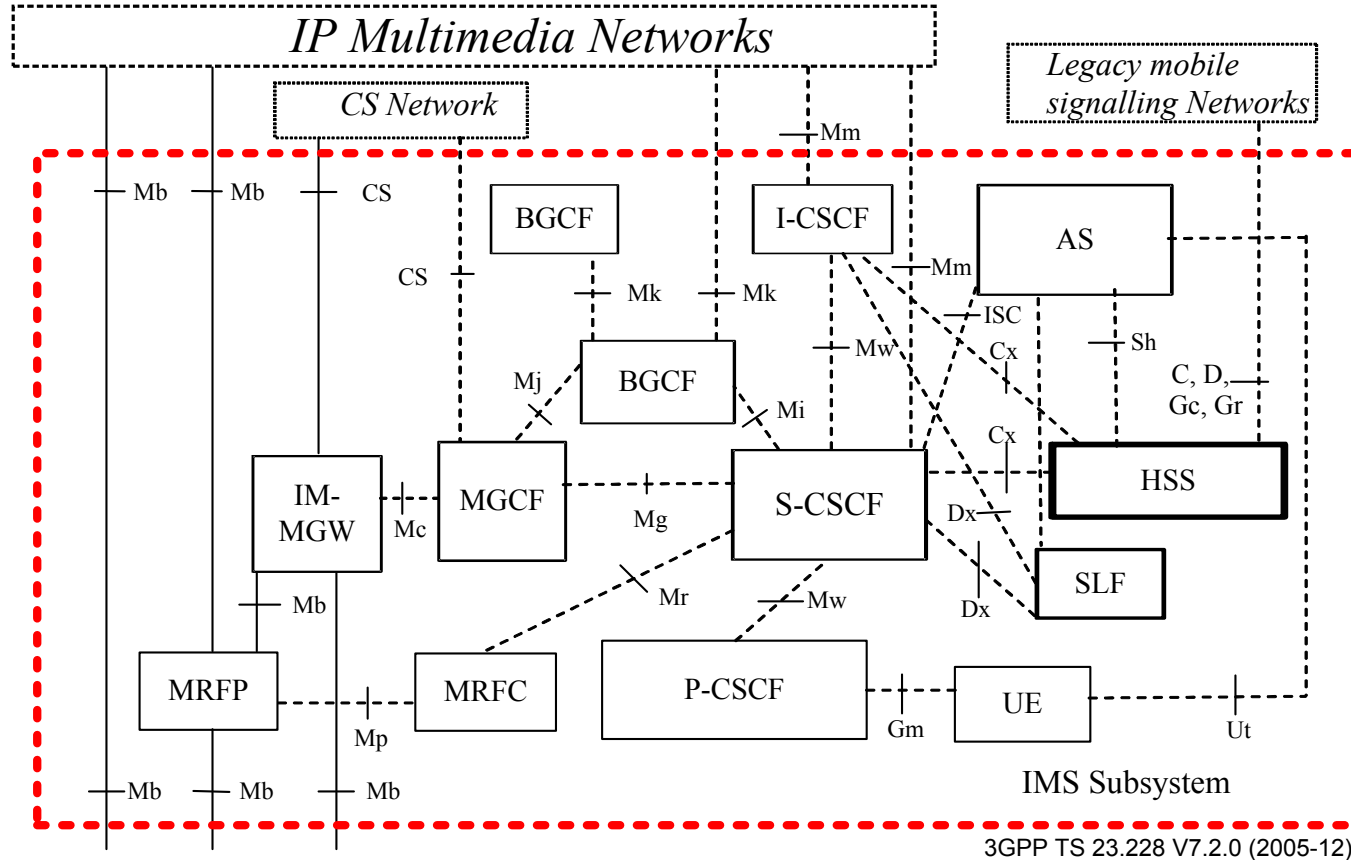 IP Multimedia Networks
CS Network
Legacy mobile
signalling Networks
Mm
Mb
Mb
CS
BGCF
I-CSCF
AS
CS
Mk
Mk
Mm
ISC
Mw
Cx
Sh
C, D,
Gc, Gr
Mj
BGCF
Mi
Cx
IM-
MGW
Mc
MGCF
Mg
S-CSCF
HSS
Dx
Dx
SLF
Mb
Mr
Mw
MRFP
Mp
MRFC
P-CSCF
Gm
UE
Ut
Mb
Mb
Mb
IMS Subsystem
3GPP TS 23.228 V7.2.0 (2005-12)